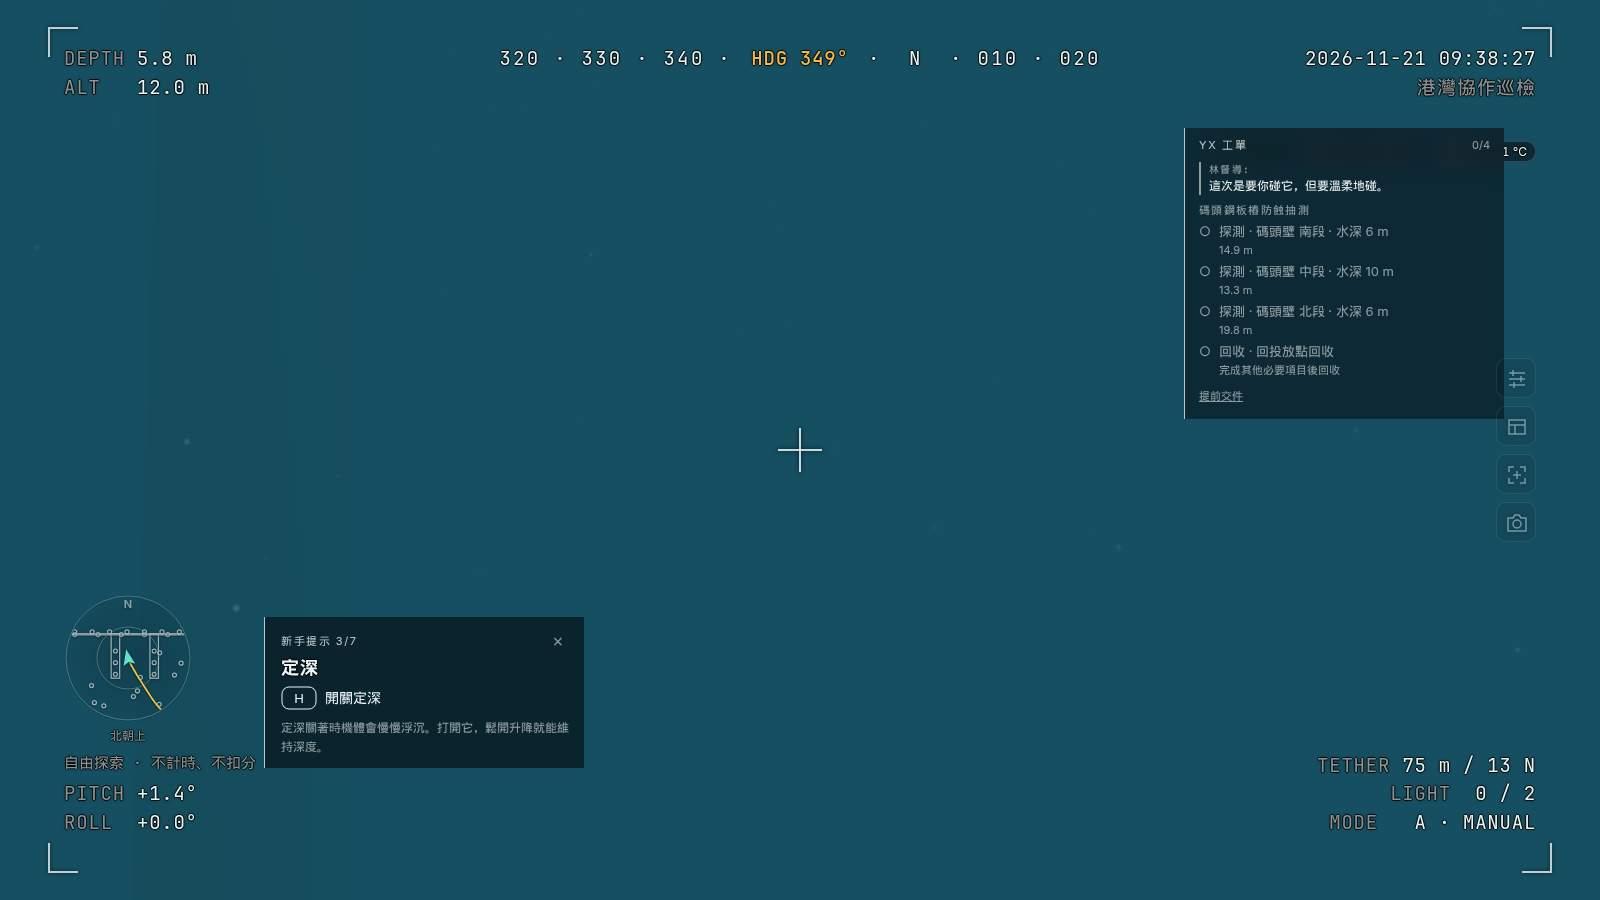 DEPTH 5.8 m
ALT 12.0 m
320 · 330 · 340 · HDG 349° · N · 010 · 020
2026-11-21 09:38:27
港灣協作巡檢
1 °C
YX 工單 0/4
林督導:
這次是要你碰它，但要溫柔地碰。
碼頭鋼板樁防蝕抽測
探測 · 碼頭壁 南段 · 水深 6 m
14.9 m
探測 · 碼頭壁 中段 · 水深 10 m
13.3 m
探測 · 碼頭壁 北段 · 水深 6 m
19.8 m
回收 · 回投放點回收
完成其他必要項目後回收
提前交件
N
北朝上
自由探索 · 不計時、不扣分
PITCH +1.4°
ROLL +0.0°
新手提示 3/7
定深
H 開關定深
定深關著時機體會慢慢浮沉。打開它，鬆開升降就能維
持深度。
TETHER 75 m / 13 N
LIGHT 0 / 2
MODE A · MANUAL